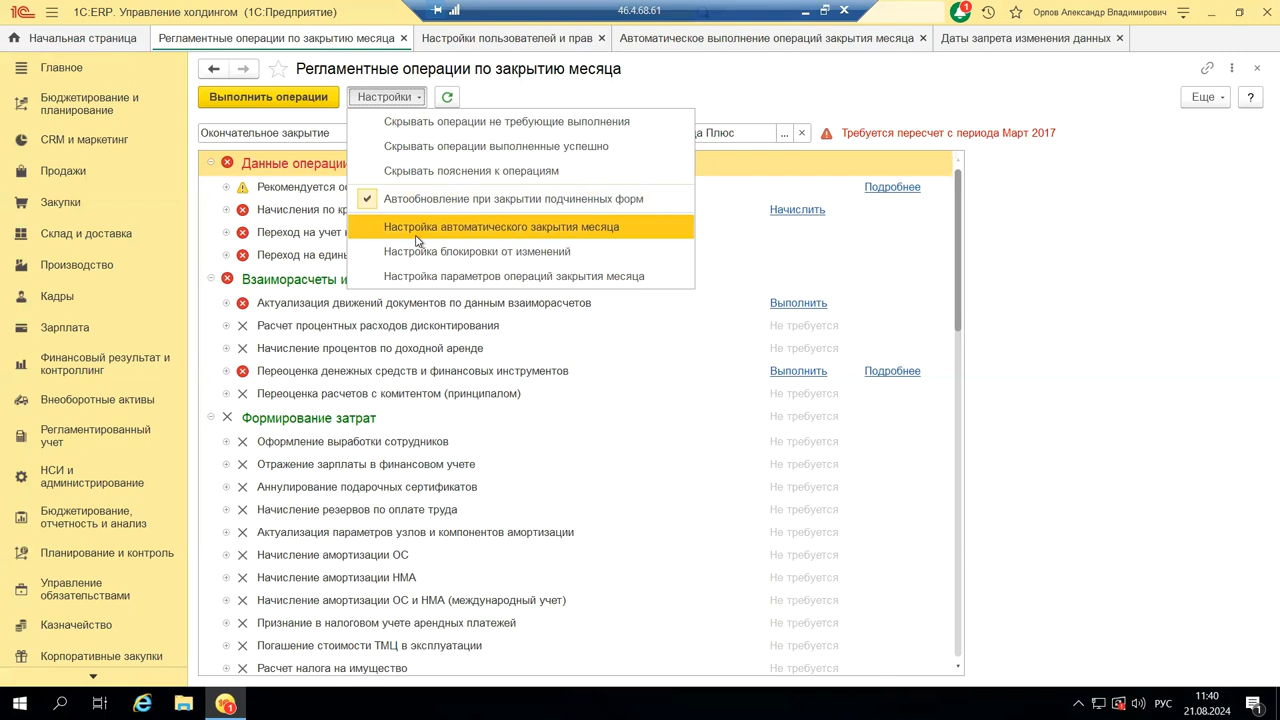 1С:ERP. Управление холдингом (1С:Предприятие)
46.4.68.61
1
Орлов Александр Владимирович
Начальная страница
Регламентные операции по закрытию месяца
Настройки пользователей и прав
Автоматическое выполнение операций закрытия месяца
Даты запрета изменения данных
Главное
Бюджетирование и
планирование
CRM и маркетинг
Продажи
Закупки
Склад и доставка
Производство
Кадры
Зарплата
Финансовый результат и
контроллинг
Внеоборотные активы
Регламентированный
учет
НСИ и
администрирование
Бюджетирование,
отчетность и анализ
Планирование и контроль
Управление
обязательствами
Казначейство
Корпоративные закупки
Регламентные операции по закрытию месяца
Выполнить операции
Настройки
Еще
?
Окончательное закрытие
да Плюс
...
Требуется пересчет с периода Март 2017
Скрывать операции не требующие выполнения
Скрывать операции выполненные успешно
Скрывать пояснения к операциям
Автообновление при закрытии подчиненных форм
Настройка автоматического закрытия месяца
Настройка блокировки от изменений
Настройка параметров операций закрытия месяца
Данные операции
Рекомендуется ос
Подробнее
Начисления по кр
Начислить
Переход на учет
Переход на един
Взаиморасчеты и
Актуализация движений документов по данным взаиморасчетов
Выполнить
Расчет процентных расходов дисконтирования
Не требуется
Начисление процентов по доходной аренде
Не требуется
Переоценка денежных средств и финансовых инструментов
Выполнить
Подробнее
Переоценка расчетов с комитентом (принципалом)
Не требуется
Формирование затрат
Не требуется
Оформление выработки сотрудников
Не требуется
Отражение зарплаты в финансовом учете
Не требуется
Аннулирование подарочных сертификатов
Не требуется
Начисление резервов по оплате труда
Не требуется
Актуализация параметров узлов и компонентов амортизации
Не требуется
Начисление амортизации ОС
Не требуется
Начисление амортизации НМА
Не требуется
Начисление амортизации ОС и НМА (международный учет)
Не требуется
Признание в налоговом учете арендных платежей
Не требуется
Погашение стоимости ТМЦ в эксплуатации
Не требуется
Расчет налога на имущество
Не требуется
РУС
11:40
21.08.2024
1
1